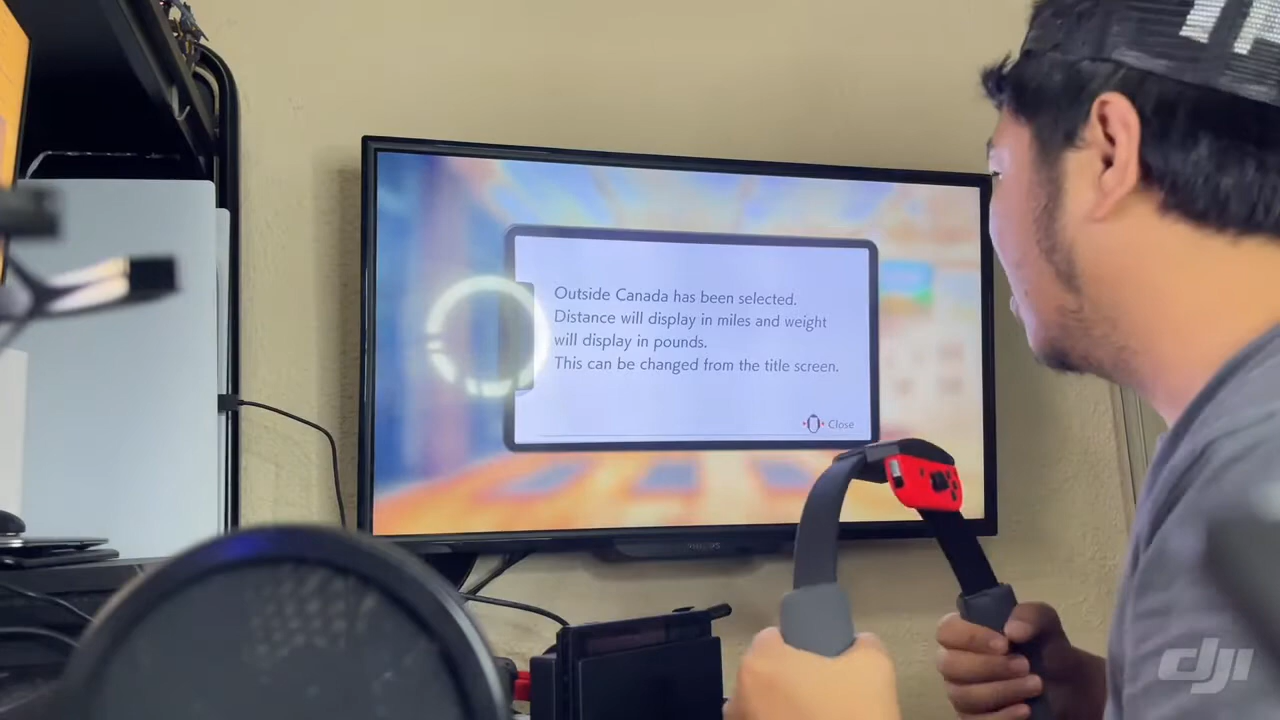 Outside Canada has been selected.
Distance will display in miles and weight
will display in pounds.
This can be changed from the title screen.
Close
PHILIPS
dji